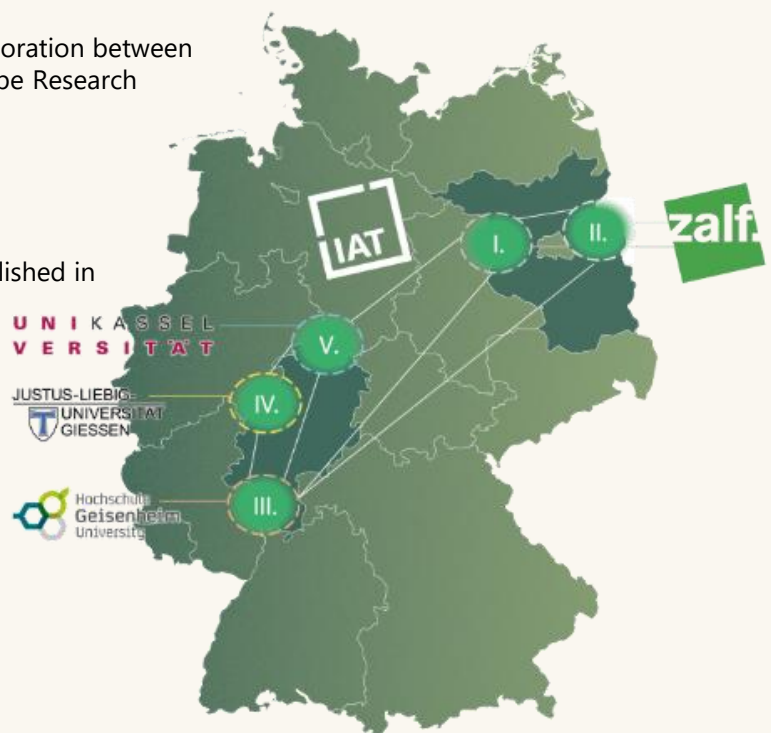 oration between
pe Research
lished in
IAT
I.
II.
zalf.
UNIKASSEL
VERSITÄT
V.
JUSTUS-LIEBIG-
UNIVERSITÄT
GIESSEN
IV.
Hochschule
Geisenheim
University
III.